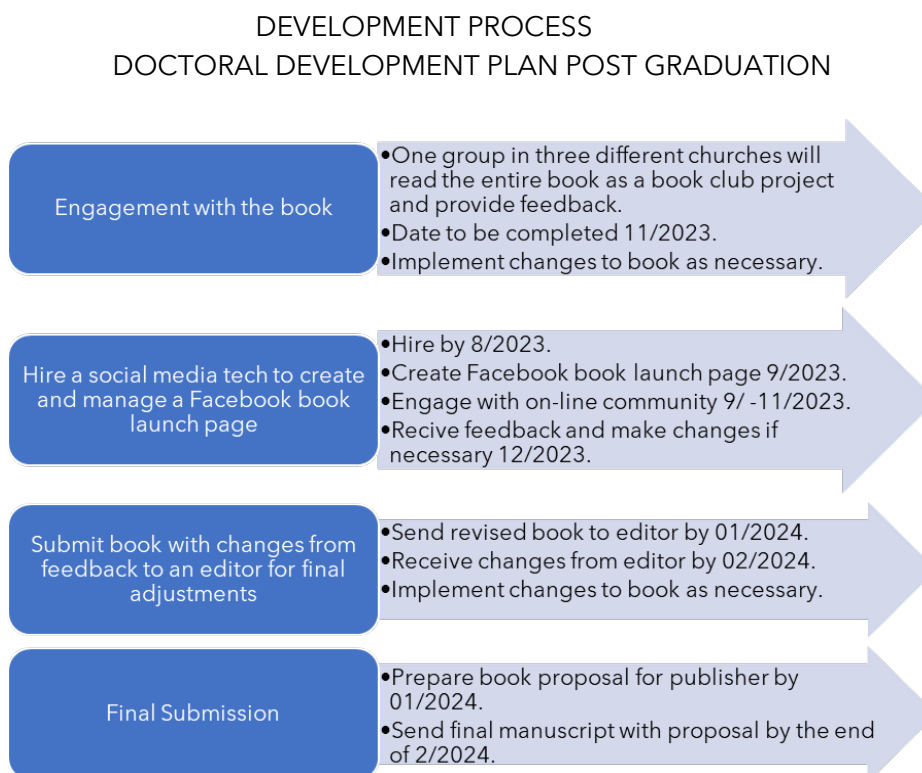 DEVELOPMENT PROCESS
DOCTORAL DEVELOPMENT PLAN POST GRADUATION
Engagement with the book
•One group in three different churches will
read the entire book as a book club project
and provide feedback.
•Date to be completed 11/2023.
•Implement changes to book as necessary.
Hire a social media tech to create
and manage a Facebook book
launch page
•Hire by 8/2023.
•Create Facebook book launch page 9/2023.
•Engage with on-line community 9/ -11/2023.
•Recive feedback and make changes if
necessary 12/2023.
Submit book with changes from
feedback to an editor for final
adjustments
•Send revised book to editor by 01/2024.
•Receive changes from editor by 02/2024.
•Implement changes to book as necessary.
Final Submission
•Prepare book proposal for publisher by
01/2024.
•Send final manuscript with proposal by the end
of 2/2024.